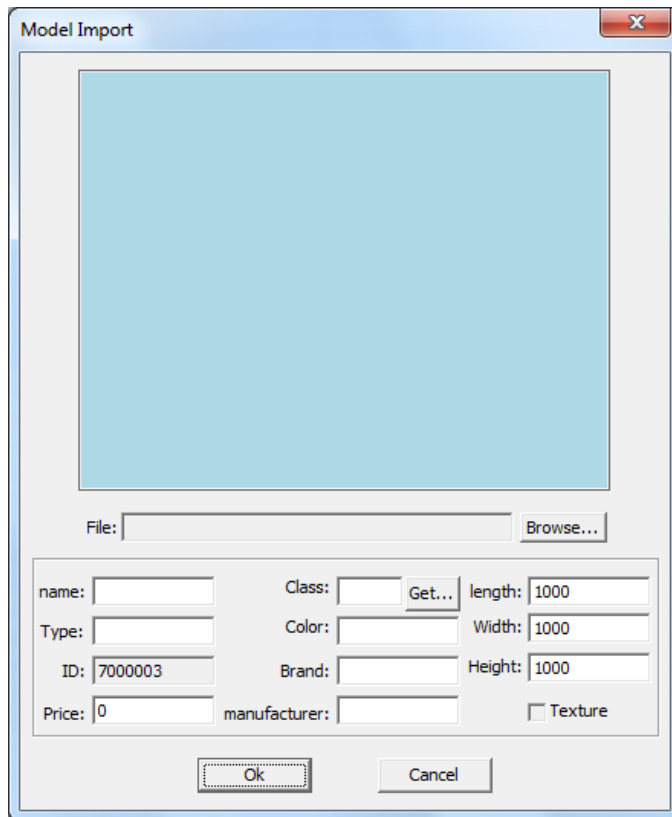 Model Import
File: Browse...
name: Class: Get... length: 1000
Type: Color: Width: 1000
ID: 7000003 Brand: Height: 1000
Price: 0 manufacturer: Texture
Ok Cancel